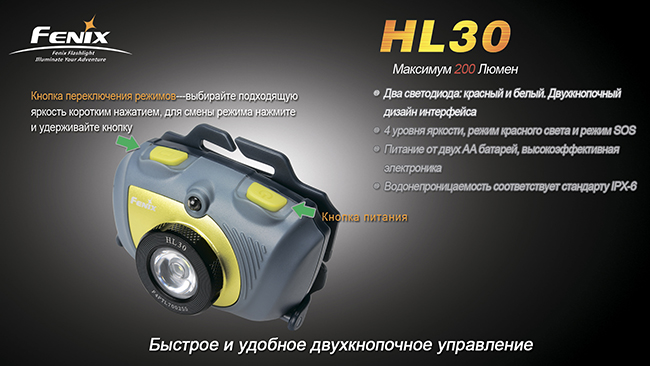 FENIX
Fenix Flashlight
Illuminate Your Adventure
HL30
Максимум 200 Люмен
Кнопка переключения режимов---выбирайте подходящую
яркость коротким нажатием, для смены режима нажмите
и удерживайте кнопку
• Два светодиода: красный и белый. Двухкнопочный
дизайн интерфейса
• 4 уровня яркости, режим красного света и режим SOS
• Питание от двух АА батарей, высокоэффективная
электроника
• Водонепроницаемость соответствует стандарту IPX-6
FENIX
Кнопка питания
HL30
Быстрое и удобное двухкнопочное управление